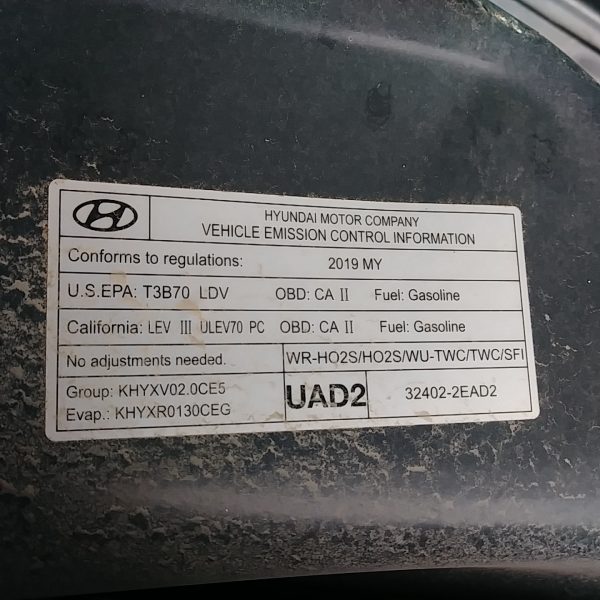 HYUNDAI MOTOR COMPANY
VEHICLE EMISSION CONTROL INFORMATION
Conforms to regulations: 2019 MY
U.S.EPA: T3B70 LDV OBD: CA II Fuel: Gasoline
California: LEV III ULEV70 PC OBD: CA II Fuel: Gasoline
No adjustments needed. WR-HO2S/HO2S/WU-TWC/TWC/SFI
Group: KHYXV02.0CE5
Evap.: KHYXR0130CEG
UAD2
32402-2EAD2